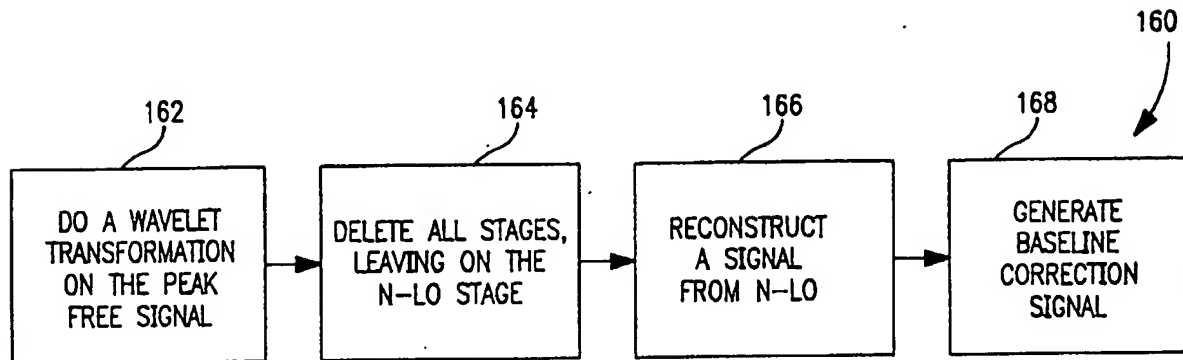 160
162
164
166
168
DO A WAVELET
TRANSFORMATION
ON THE PEAK
FREE SIGNAL
DELETE ALL STAGES,
LEAVING ON THE
N-LO STAGE
RECONSTRUCT
A SIGNAL
FROM N-LO
GENERATE
BASELINE
CORRECTION
SIGNAL